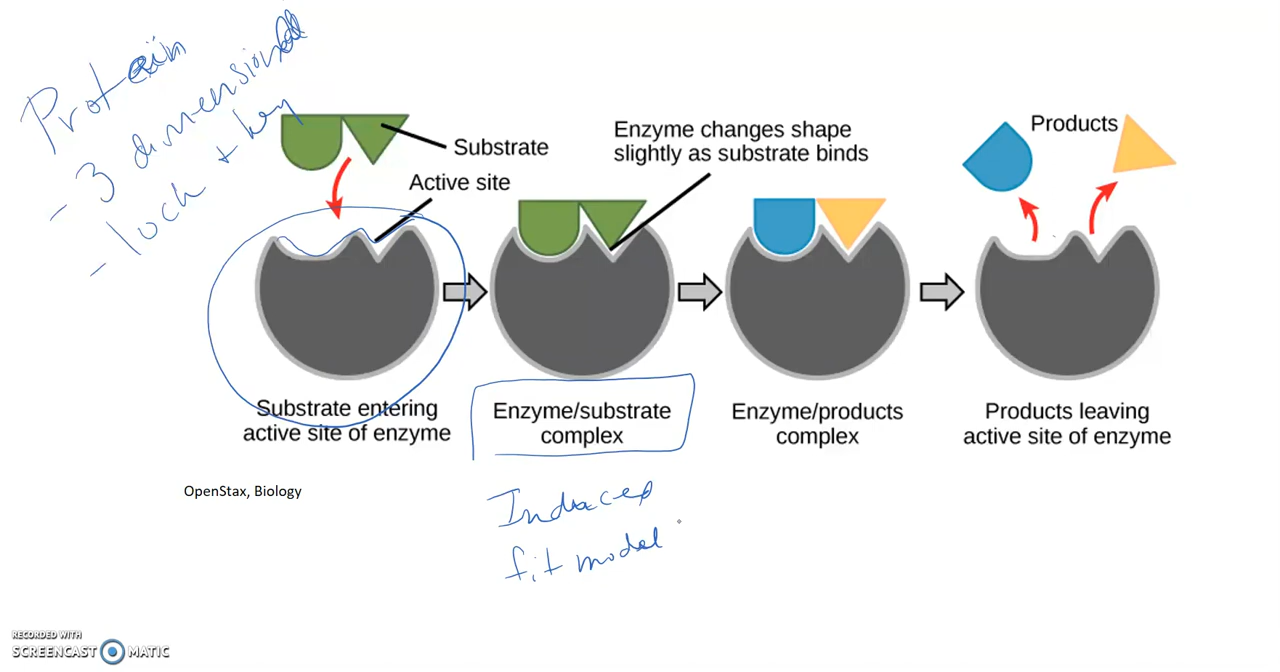 Protein
- 3 dimensional
- lock + key
Substrate
Active site
Enzyme changes shape
slightly as substrate binds
Products
Substrate entering
active site of enzyme
Enzyme/substrate
complex
Enzyme/products
complex
Products leaving
active site of enzyme
OpenStax, Biology
Induced
fit model
RECORDED WITH
SCREENCAST MATIC